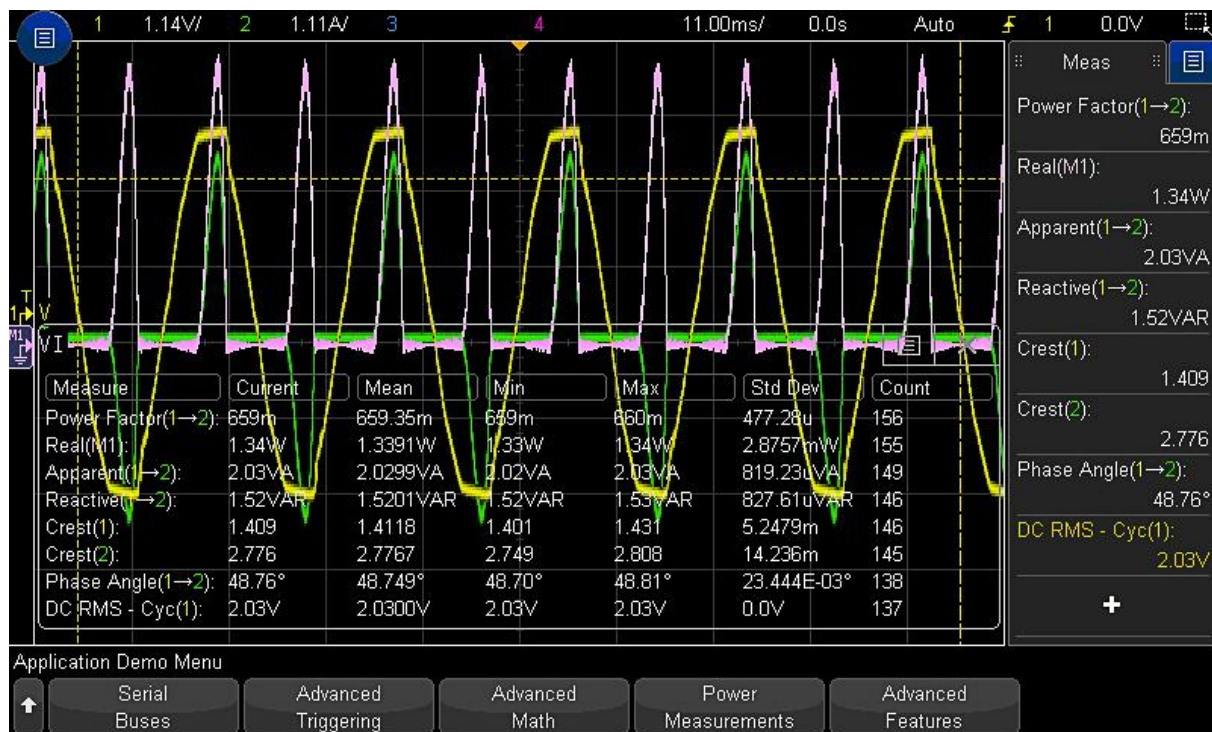 1 1.14V/ 2 1.11A/ 3 4 11.00ms/ 0.0s Auto 1 0.0V
Meas
Power Factor(1→2):
659m
Real(M1):
1.34W
Apparent(1→2):
2.03VA
Reactive(1→2):
1.52VAR
Crest(1):
1.409
Crest(2):
2.776
Phase Angle(1→2):
48.76°
DC RMS - Cyc(1):
2.03V
+
T
1 V
M1 VI
Measure Current Mean Min Max Std Dev Count
Power Factor(1→2): 659m 659.35m 659m 660m 477.28u 156
Real(M1): 1.34W 1.3391W 1.33W 1.34W 2.8757mW 155
Apparent(1→2): 2.03VA 2.0299VA 2.02VA 2.03VA 819.23uVA 149
Reactive(1→2): 1.52VAR 1.5201VAR 1.52VAR 1.53VAR 827.61uVAR 146
Crest(1): 1.409 1.4118 1.401 1.431 5.2479m 146
Crest(2): 2.776 2.7767 2.749 2.808 14.236m 145
Phase Angle(1→2): 48.76° 48.749° 48.70° 48.81° 23.444E-03° 138
DC RMS - Cyc(1): 2.03V 2.0300V 2.03V 2.03V 0.0V 137
Application Demo Menu
Serial
Buses
Advanced
Triggering
Advanced
Math
Power
Measurements
Advanced
Features